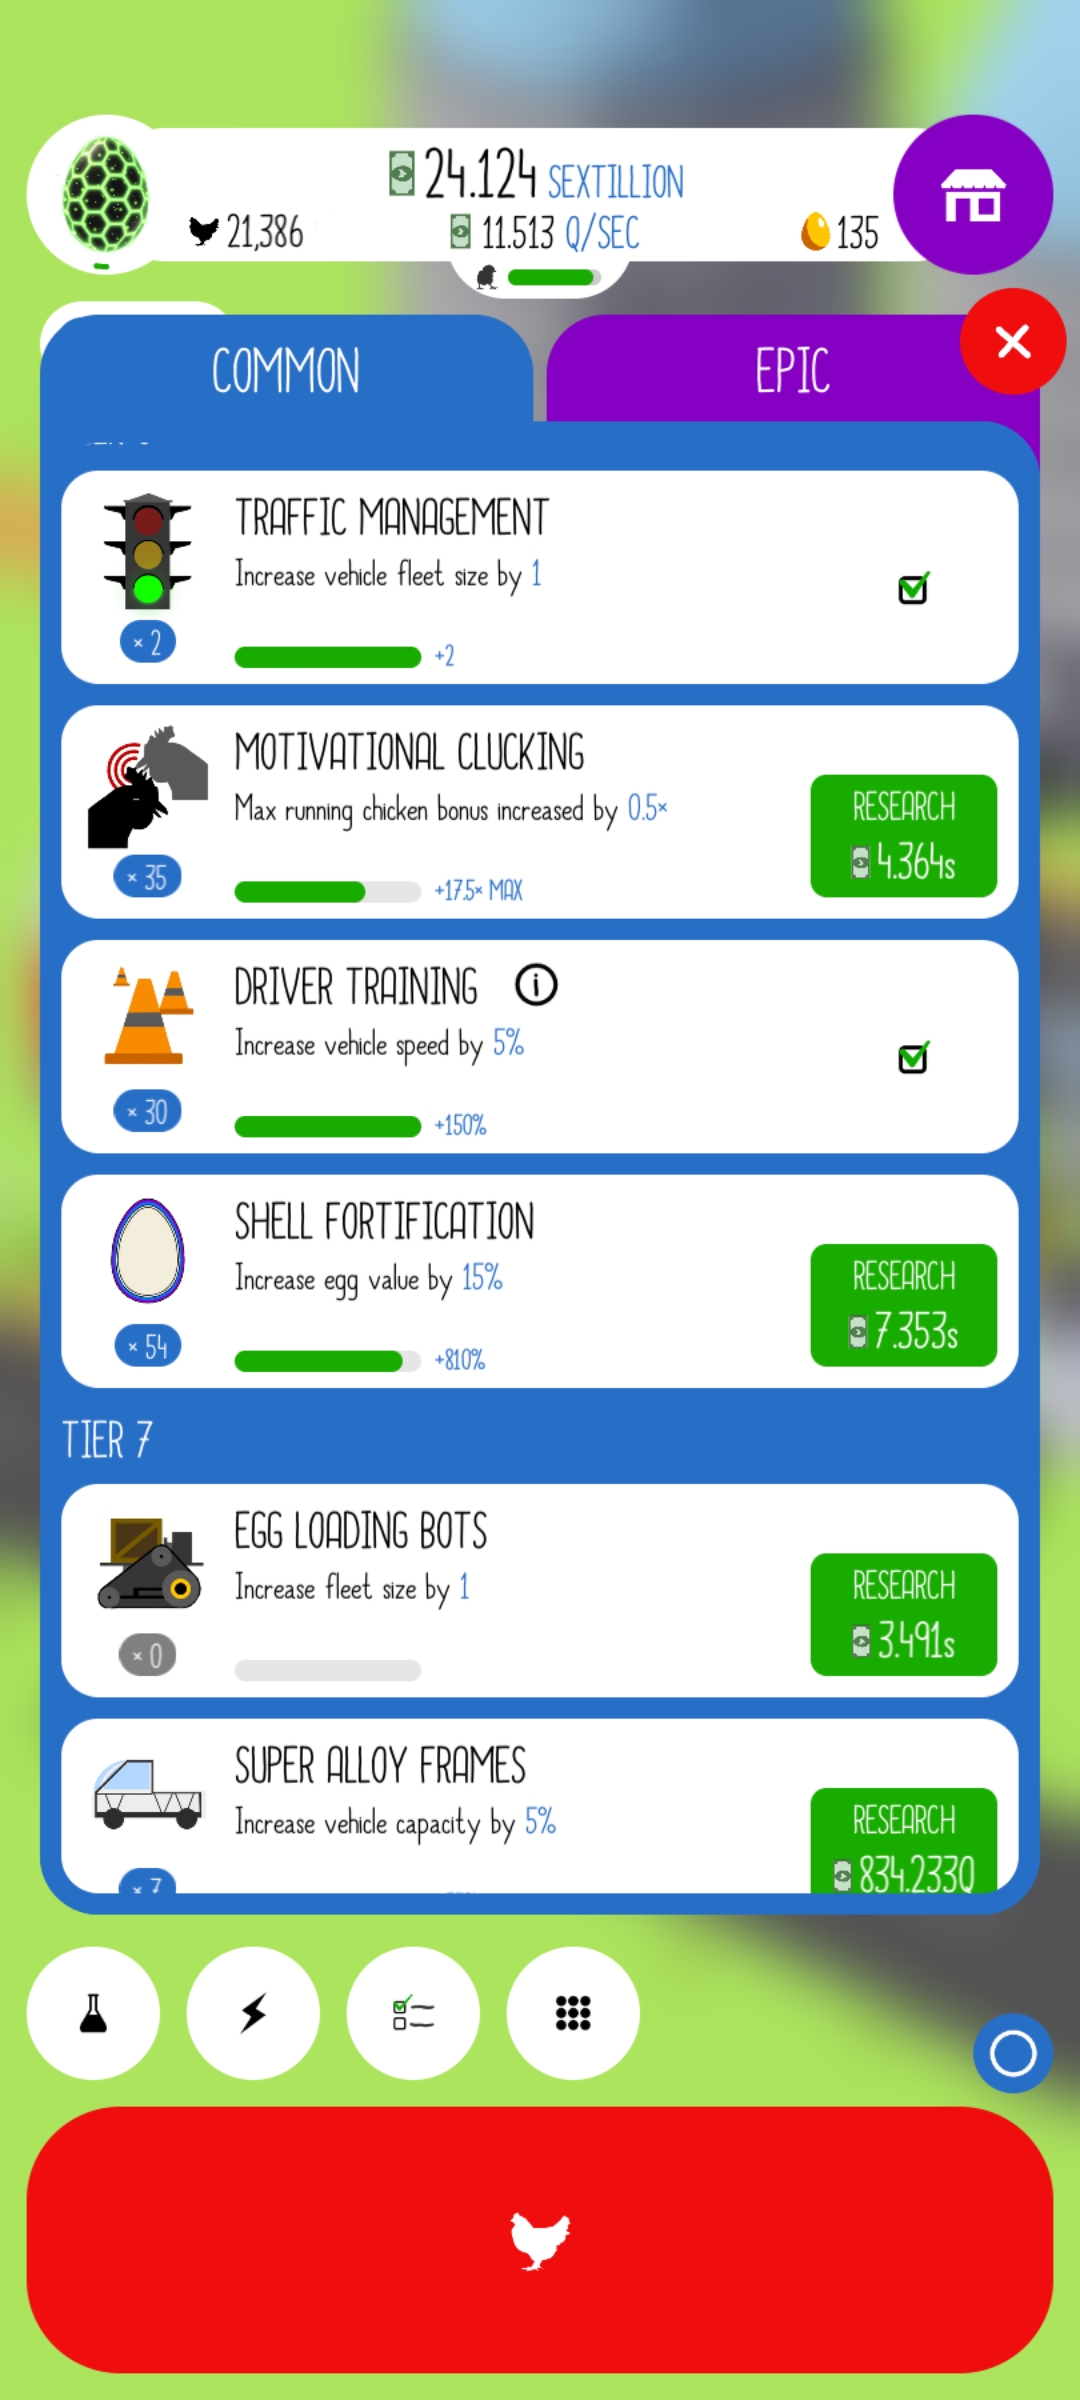 24.124 SEXTILLION
21,386
11.513 Q/SEC
135
COMMON
EPIC
TRAFFIC MANAGEMENT
Increase vehicle fleet size by 1
× 2
+2
MOTIVATIONAL CLUCKING
Max running chicken bonus increased by 0.5×
RESEARCH
4.364s
× 35
+17.5× MAX
DRIVER TRAINING
Increase vehicle speed by 5%
× 30
+150%
SHELL FORTIFICATION
Increase egg value by 15%
RESEARCH
7.353s
× 54
+810%
TIER 7
EGG LOADING BOTS
Increase fleet size by 1
RESEARCH
3.491s
× 0
SUPER ALLOY FRAMES
Increase vehicle capacity by 5%
RESEARCH
834.233Q
× 7